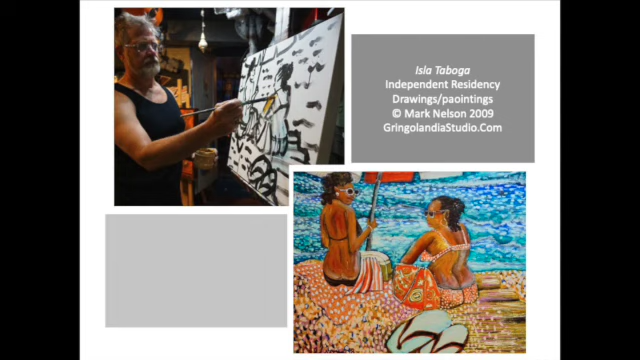 Isla Taboga
Independent Residency
Drawings/paointings
© Mark Nelson 2009
GringolandiaStudio.Com